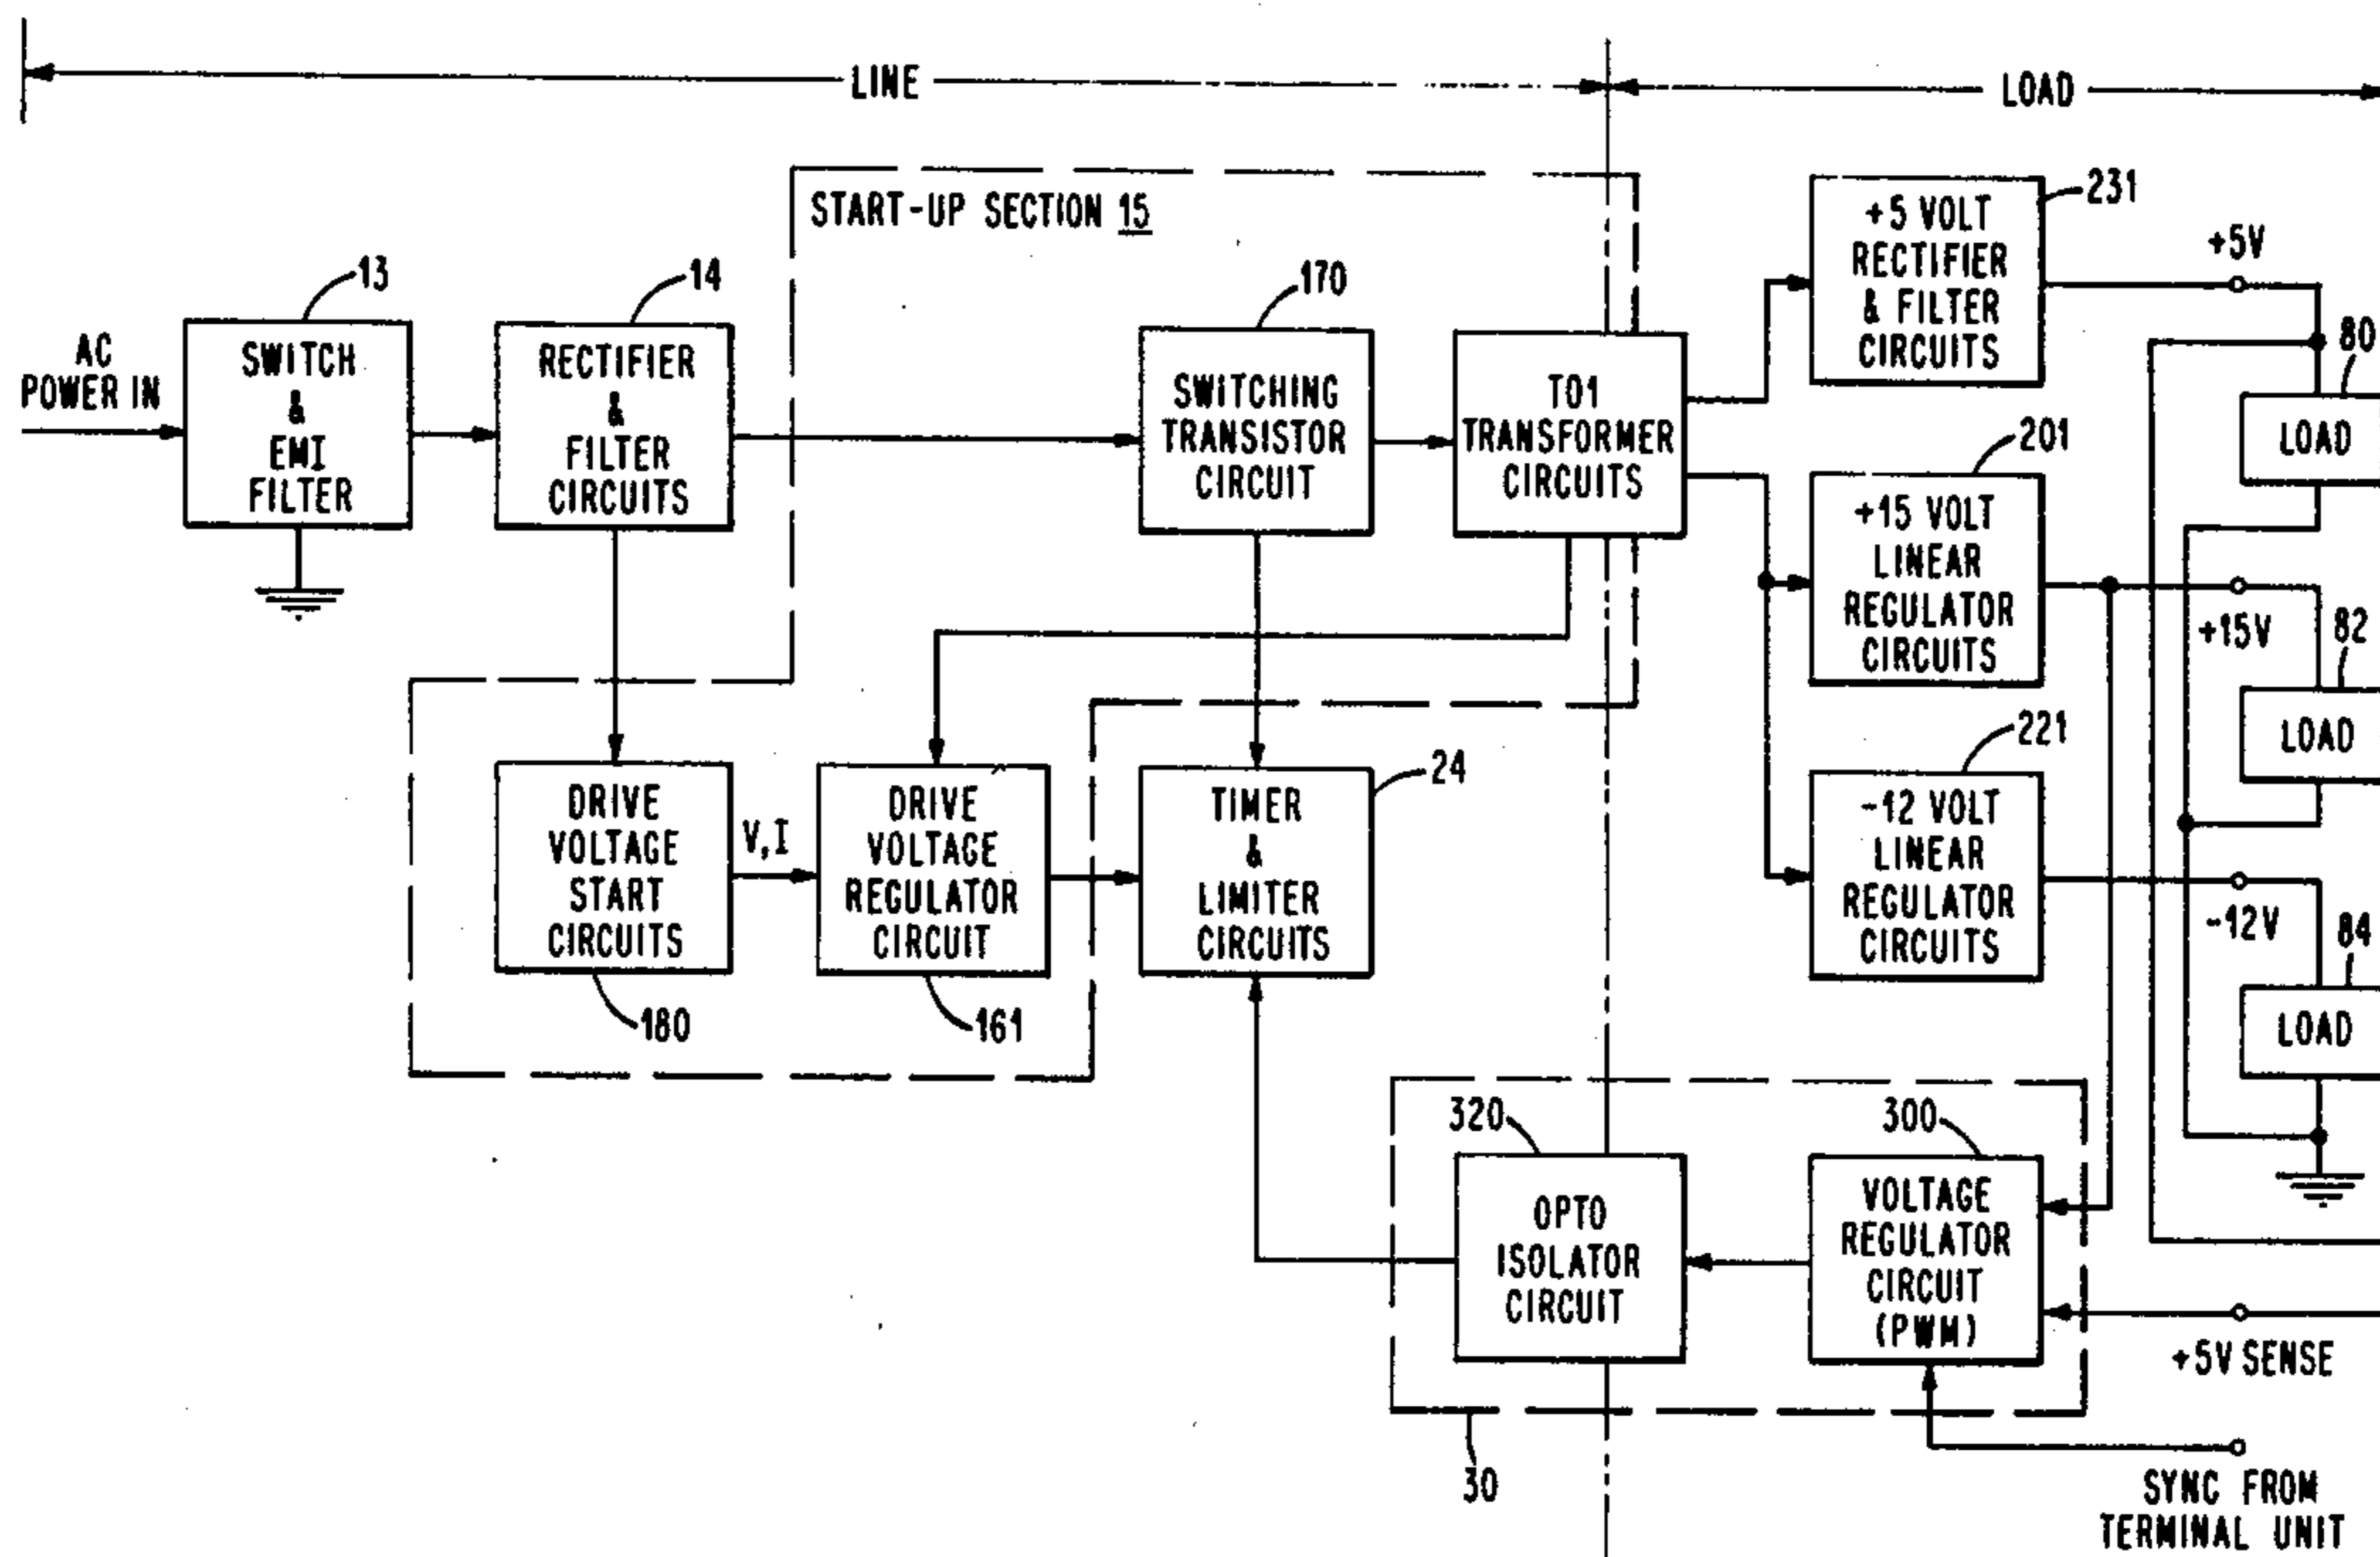 LINE
LOAD
START-UP SECTION 15
AC
POWER IN
13
SWITCH
&
EMI
FILTER
14
RECTIFIER
&
FILTER
CIRCUITS
170
SWITCHING
TRANSISTOR
CIRCUIT
T01
TRANSFORMER
CIRCUITS
231
+5 VOLT
RECTIFIER
& FILTER
CIRCUITS
+5V
80
LOAD
201
+15 VOLT
LINEAR
REGULATOR
CIRCUITS
+15V
82
LOAD
221
-12 VOLT
LINEAR
REGULATOR
CIRCUITS
-12V
84
LOAD
DRIVE
VOLTAGE
START
CIRCUITS
180
V,I
DRIVE
VOLTAGE
REGULATOR
CIRCUIT
161
24
TIMER
&
LIMITER
CIRCUITS
320
OPTO
ISOLATOR
CIRCUIT
300
VOLTAGE
REGULATOR
CIRCUIT
(PWM)
+5V SENSE
30
SYNC FROM
TERMINAL UNIT